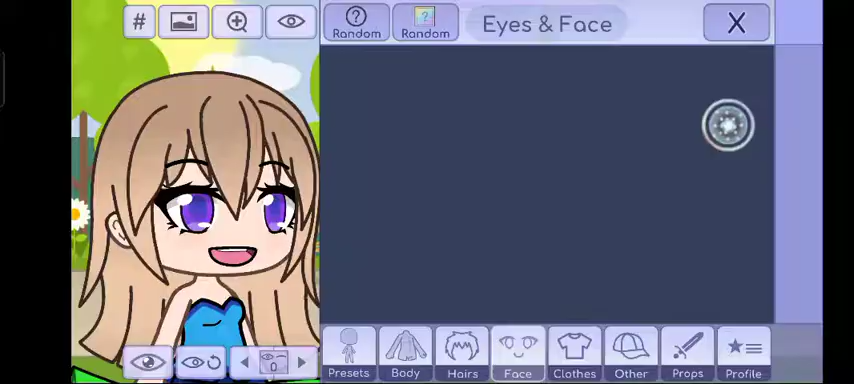 #
? Random
? Random
Eyes & Face
X
Presets
Body
Hairs
Face
Clothes
Other
Props
Profile